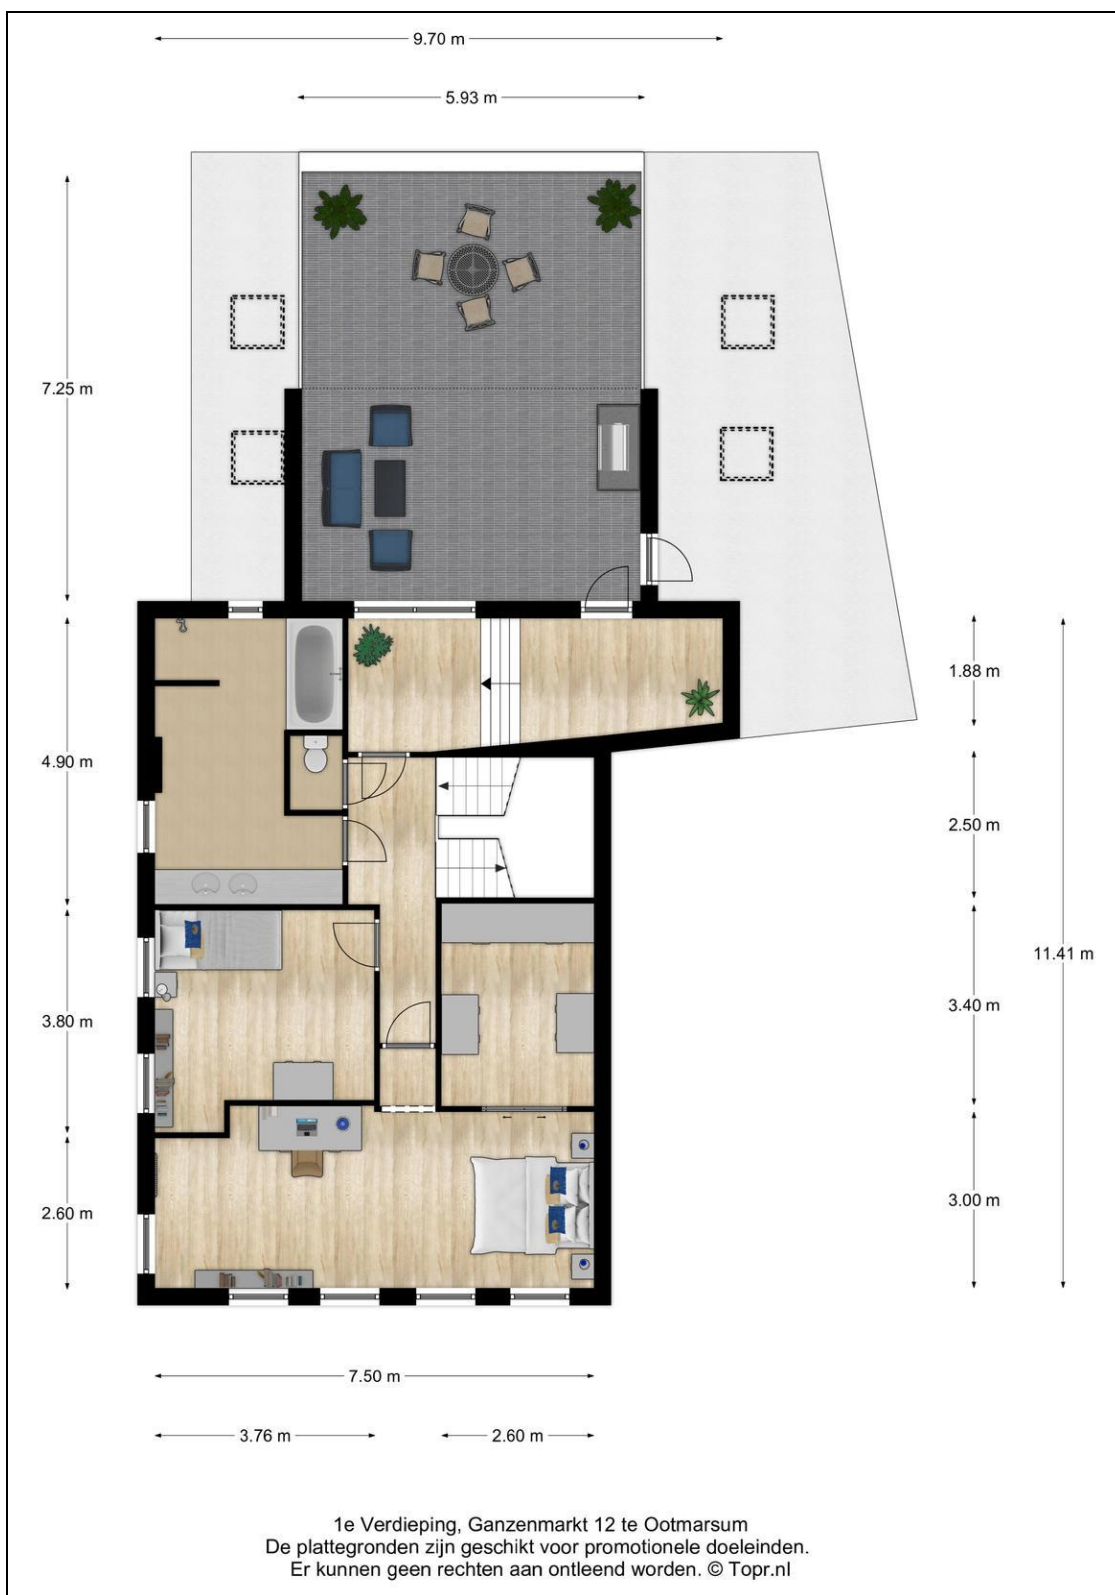 9.70 m
5.93 m
7.25 m
1.88 m
4.90 m
2.50 m
11.41 m
3.40 m
3.80 m
3.00 m
2.60 m
7.50 m
3.76 m
2.60 m
1e Verdieping, Ganzenmarkt 12 te Ootmarsum
De plattegronden zijn geschikt voor promotionele doeleinden.
Er kunnen geen rechten aan ontleend worden. © Topr.nl